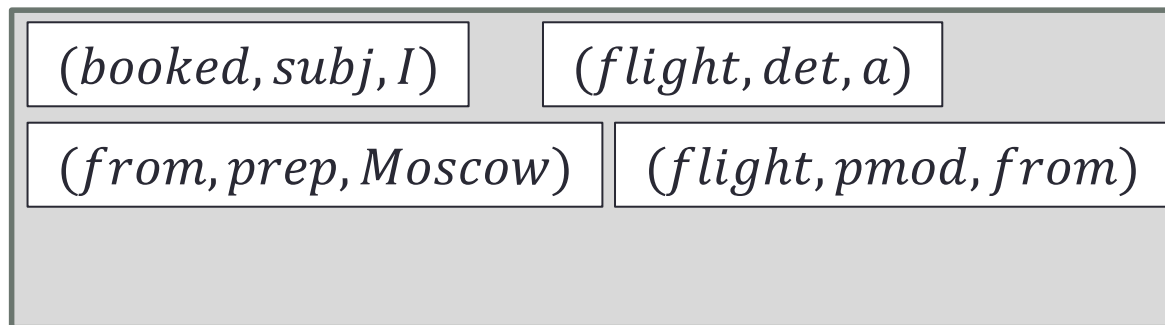 (booked, subj, I) (flight, det, a)
(from, prep, Moscow) (flight, pmod, from)